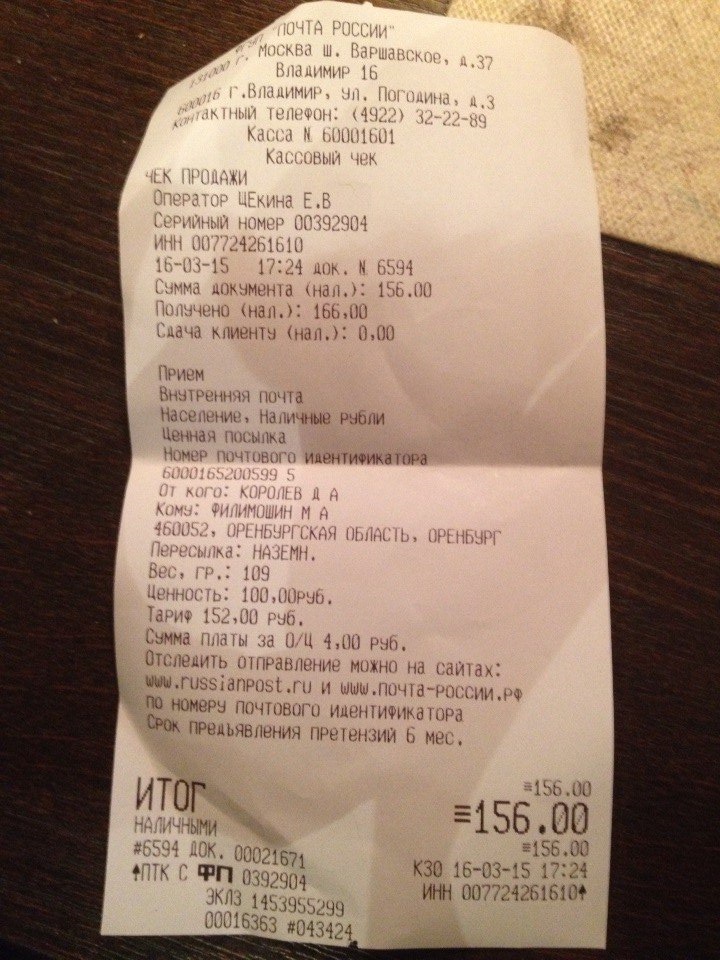 ФГУП "ПОЧТА РОССИИ"
131000 г. Москва ш. Варшавское, д.37
Владимир 16
600016 г.Владимир, ул. Погодина, д.3
Контактный телефон: (4922) 32-22-89
Касса N 60001601
Кассовый чек
ЧЕК ПРОДАЖИ
Оператор ЩЕкина Е.В
Серийный номер 00392904
ИНН 007724261610
16-03-15 17:24 док. N 6594
Сумма документа (нал.): 156.00
Получено (нал.): 166,00
Сдача клиенту (нал.): 0,00
Прием
Внутренняя почта
Население, Наличные рубли
Ценная посылка
Номер почтового идентификатора
6000165200599 5
От кого: КОРОЛЕВ Д А
Кому: ФИЛИМОШИН М А
460052, ОРЕНБУРГСКАЯ ОБЛАСТЬ, ОРЕНБУРГ
Пересылка: НАЗЕМН.
Вес, гр.: 109
Ценность: 100,00руб.
Тариф 152,00 руб.
Сумма платы за О/Ц 4,00 руб.
Отследить отправление можно на сайтах:
www.russianpost.ru и www.почта-россии.рф
по номеру почтового идентификатора
Срок предьявления претензий 6 мес.
≡156.00
ИТОГ ≡156.00
НАЛИЧНЫМИ ≡156.00
#6594 ДОК. 00021671 КЗ0 16-03-15 17:24
↑ПТК С ФП 0392904 ИНН 007724261610↑
ЭКЛЗ 1453955299
00016363 #043424